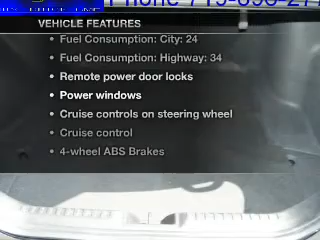 VEHICLE FEATURES
• Fuel Consumption: City: 24
• Fuel Consumption: Highway: 34
• Remote power door locks
• Power windows
• Cruise controls on steering wheel
• Cruise control
• 4-wheel ABS Brakes